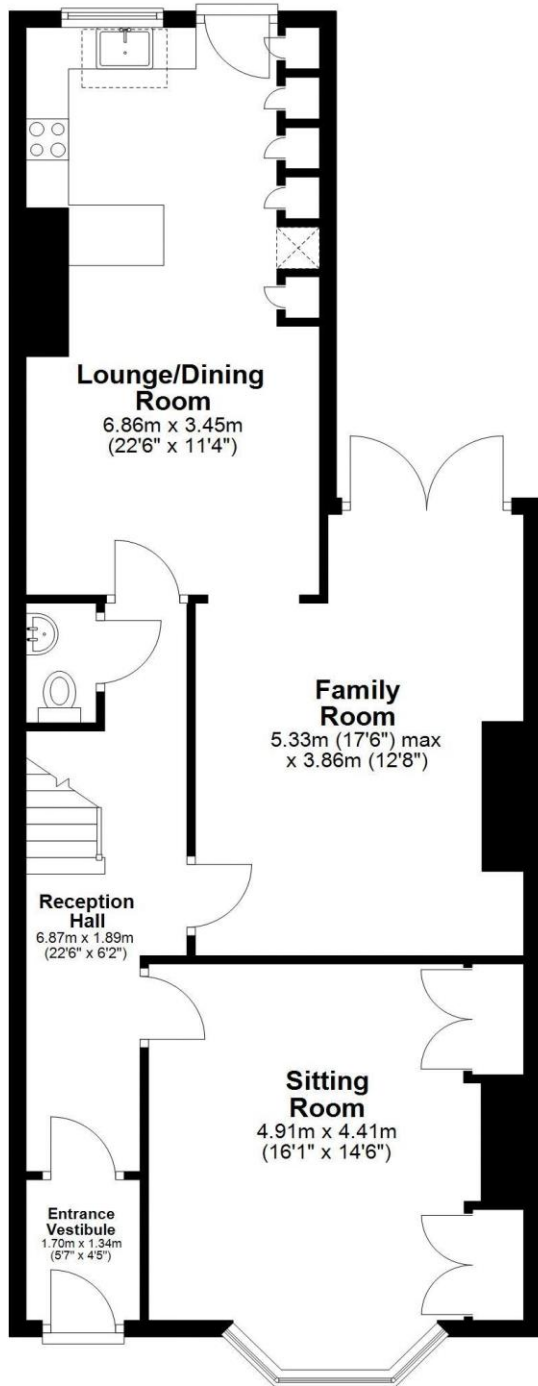 Lounge/Dining
Room
6.86m x 3.45m
(22'6" x 11'4")
Family
Room
5.33m (17'6") max
x 3.86m (12'8")
Reception
Hall
6.87m x 1.89m
(22'6" x 6'2")
Sitting
Room
4.91m x 4.41m
(16'1" x 14'6")
Entrance
Vestibule
1.70m x 1.34m
(5'7" x 4'5")